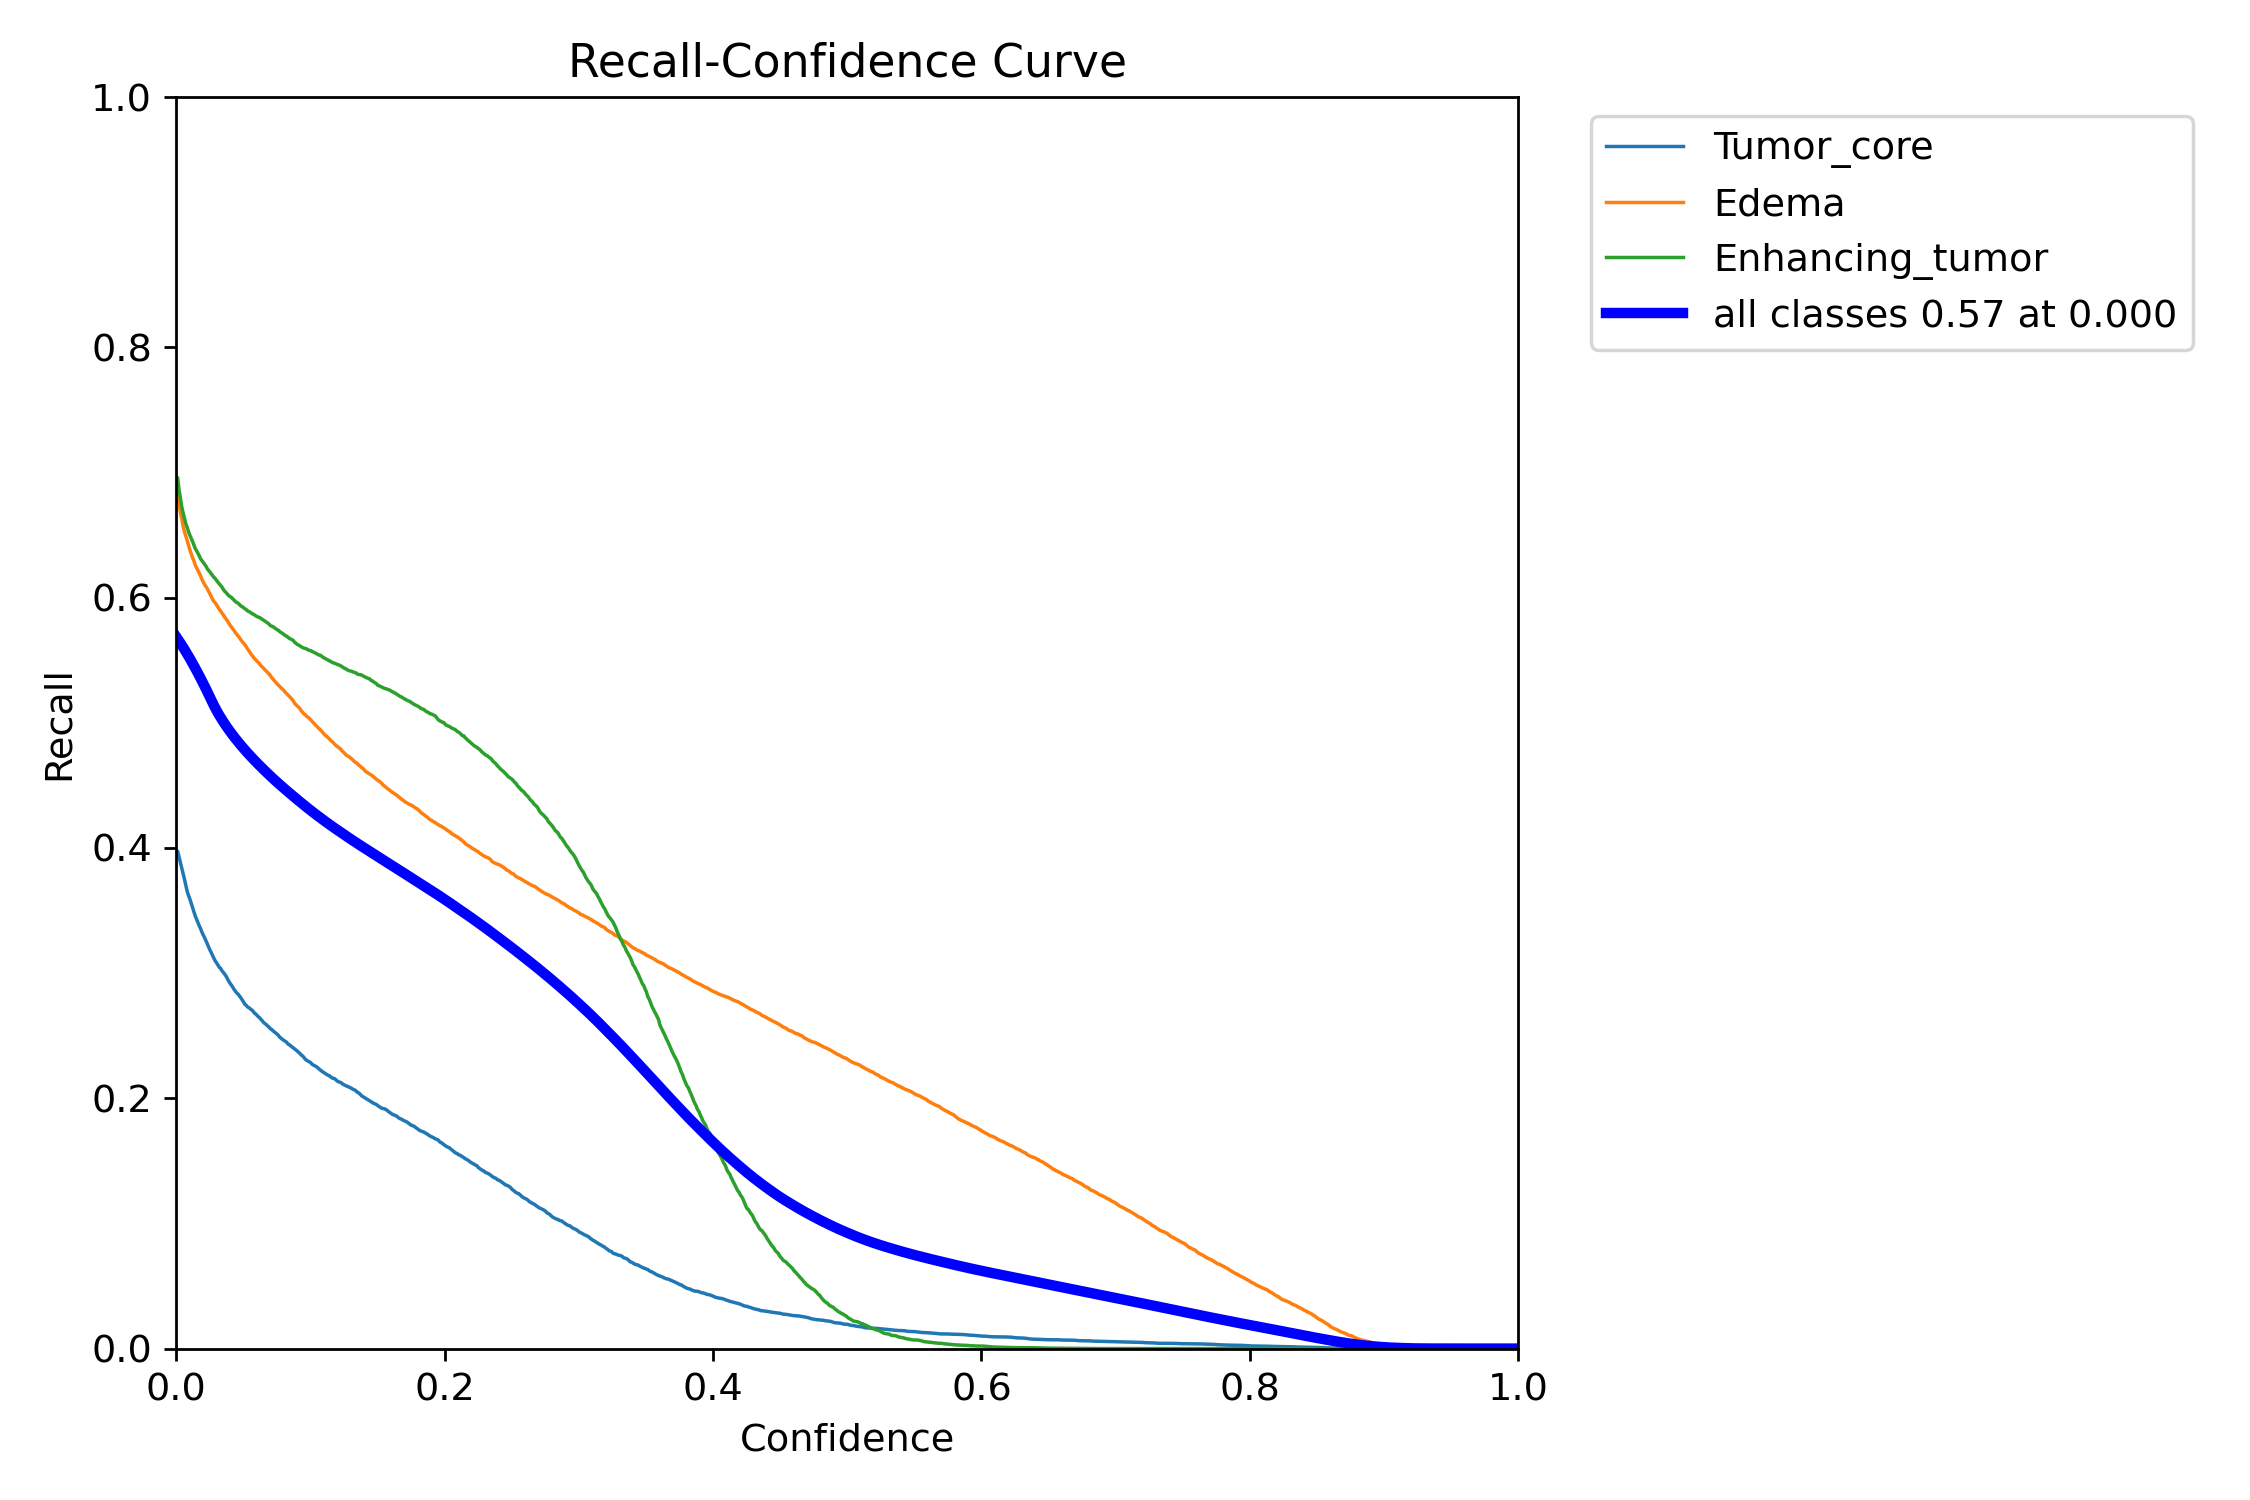 Recall-Confidence Curve
1.0
0.8
0.6
0.4
0.2
0.0
Recall
0.0 0.2 0.4 0.6 0.8 1.0
Confidence
Tumor_core
Edema
Enhancing_tumor
all classes 0.57 at 0.000